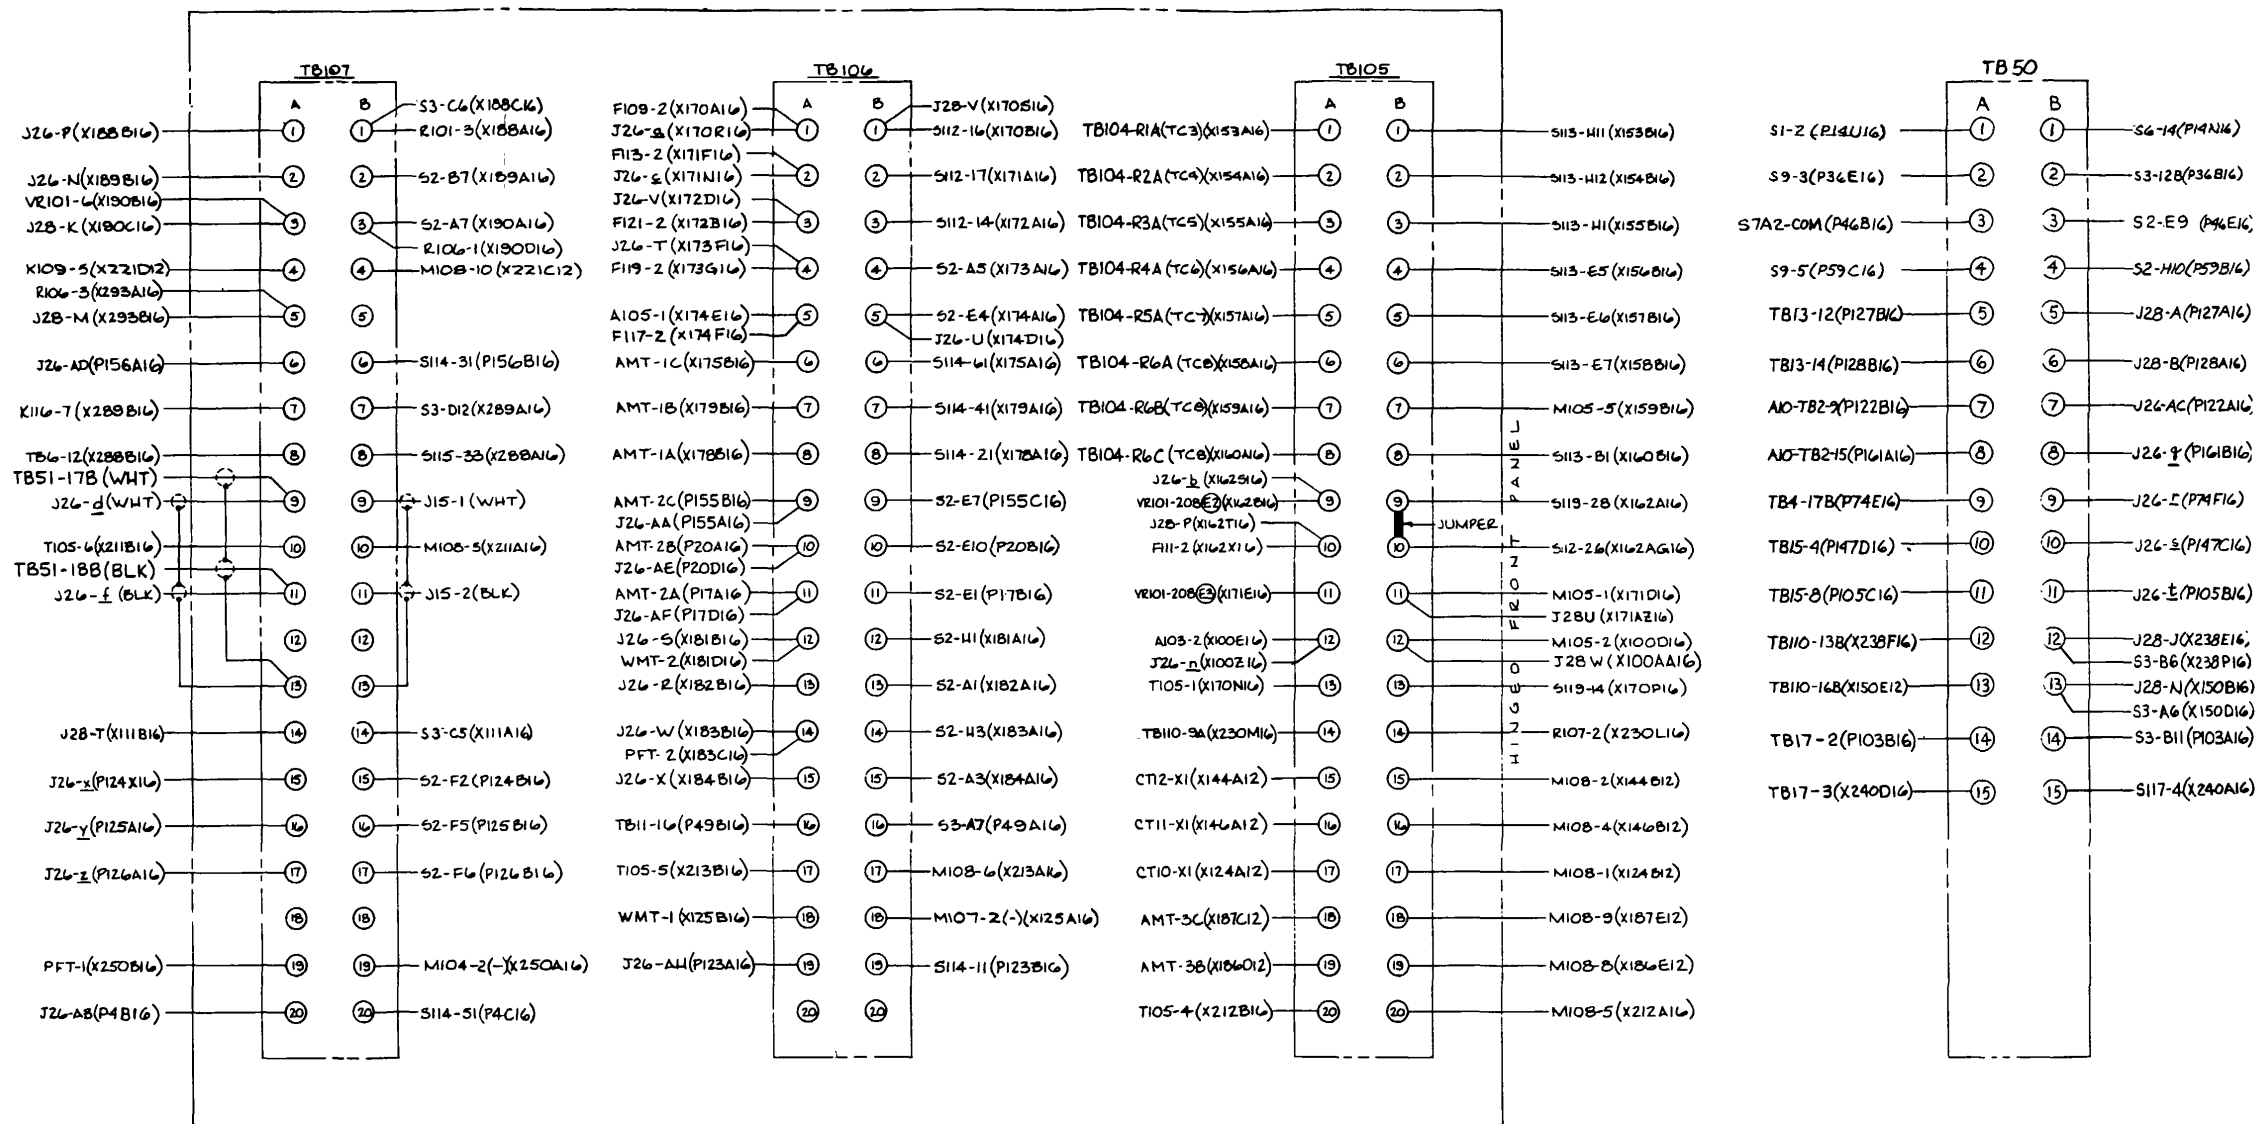 TB107
A B
S3-C6(X188C16)
J26-P(X188B16) 1 1 R101-3(X188A16)
J26-N(X189B16) 2 2 S2-B7(X189A16)
VR101-6(X190B16)
J28-K(X190C16) 3 3 S2-A7(X190A16)
R106-1(X190D16)
K109-5(X221D12) 4 4 M108-10(X221C12)
R106-3(X293A16)
J28-M(X293B16) 5 5
J26-AD(P156A16) 6 6 S114-31(P156B16)
K116-7(X289B16) 7 7 S3-D12(X289A16)
TB6-12(X288B16) 8 8 S115-33(X288A16)
TB51-17B(WHT)
J26-d(WHT) 9 9 J15-1(WHT)
T105-6(X211B16) 10 10 M108-5(X211A16)
TB51-18B(BLK)
J26-f(BLK) 11 11 J15-2(BLK)
12 12
13 13
J28-T(X111B16) 14 14 S3-C5(X111A16)
J26-x(P124X16) 15 15 S2-F2(P124B16)
J26-y(P125A16) 16 16 S2-F5(P125B16)
J26-z(P126A16) 17 17 S2-F6(P126B16)
18 18
PFT-1(X250B16) 19 19 M104-2(-)(X250A16)
J26-AB(P4B16) 20 20 S114-51(P4C16)
TB106
A B
F109-2(X170A16) J28-V(X170S16)
J26-a(X170R16) 1 1 S112-16(X170B16)
F113-2(X171F16)
J26-c(X171N16) 2 2 S112-17(X171A16)
J26-V(X172D16)
F121-2(X172B16) 3 3 S112-14(X172A16)
J26-T(X173F16)
F119-2(X173G16) 4 4 S2-A5(X173A16)
A105-1(X174E16) 5 5 S2-E4(X174A16)
F117-2(X174F16) J26-U(X174D16)
AMT-1C(X175B16) 6 6 S114-61(X175A16)
AMT-1B(X179B16) 7 7 S114-41(X179A16)
AMT-1A(X178B16) 8 8 S114-21(X178A16)
AMT-2C(P155B16) 9 9 S2-E7(P155C16)
J26-AA(P155A16)
AMT-2B(P20A16) 10 10 S2-E10(P20B16)
J26-AE(P20D16)
AMT-2A(P17A16) 11 11 S2-E1(P17B16)
J26-AF(P17D16)
J26-S(X181B16) 12 12 S2-H1(X181A16)
WMT-2(X181D16)
J26-R(X182B16) 13 13 S2-A1(X182A16)
J26-W(X183B16) 14 14 S2-H3(X183A16)
PFT-2(X183C16)
J26-X(X184B16) 15 15 S2-A3(X184A16)
TB11-16(P49B16) 16 16 S3-A7(P49A16)
T105-5(X213B16) 17 17 M108-6(X213A16)
WMT-1(X125B16) 18 18 M107-2(-)(X125A16)
J26-AH(P123A16) 19 19 S114-11(P123B16)
20 20
TB105
A B
TB104-R1A(TC3)(X153A16) 1 1 S113-H11(X153B16)
TB104-R2A(TC4)(X154A16) 2 2 S113-H12(X154B16)
TB104-R3A(TC5)(X155A16) 3 3 S113-H1(X155B16)
TB104-R4A(TC6)(X156A16) 4 4 S113-E5(X156B16)
TB104-R5A(TC7)(X157A16) 5 5 S113-E6(X157B16)
TB104-R6A(TC8)(X158A16) 6 6 S113-E7(X158B16)
TB104-R6B(TC8)(X159A16) 7 7 M105-5(X159B16)
TB104-R6C(TC8)(X160A16) 8 8 S113-B1(X160B16)
J26-b(X162S16)
VR101-208E2(X162B16) 9 9 S119-28(X162A16)
J28-P(X162T16) JUMPER
F111-2(X162X16) 10 10 S112-26(X162AG16)
VR101-208E3(X171E16) 11 11 M105-1(X171D16)
J28U(X171AZ16)
A103-2(X100E16) 12 12 M105-2(X100D16)
J26-n(X100Z16) J28W(X100AA16)
T105-1(X170N16) 13 13 S119-14(X170P16)
TB110-9A(X230M16) 14 14 R107-2(X230L16)
CT12-X1(X144A12) 15 15 M108-2(X144B12)
CT11-X1(X146A12) 16 16 M108-4(X146B12)
CT10-X1(X124A12) 17 17 M108-1(X124B12)
AMT-3C(X187C12) 18 18 M108-9(X187E12)
AMT-3B(X186D12) 19 19 M108-8(X186E12)
T105-4(X212B16) 20 20 M108-5(X212A16)
HINGED FRONT PANEL
TB50
A B
S1-2(P14U16) 1 1 S6-14(P14N16)
S9-3(P36E16) 2 2 S3-12B(P36B16)
S7A2-COM(P46B16) 3 3 S2-E9(P46E16)
S9-5(P59C16) 4 4 S2-H10(P59B16)
TB13-12(P127B16) 5 5 J28-A(P127A16)
TB13-14(P128B16) 6 6 J28-B(P128A16)
A10-TB2-9(P122B16) 7 7 J26-AC(P122A16)
A10-TB2-15(P161A16) 8 8 J26-q(P161B16)
TB4-17B(P74E16) 9 9 J26-r(P74F16)
TB15-4(P147D16) 10 10 J26-s(P147C16)
TB15-8(P105C16) 11 11 J26-t(P105B16)
TB110-13B(X238F16) 12 12 J28-J(X238E16)
S3-B6(X238P16)
TB110-16B(X150E12) 13 13 J28-N(X150B16)
S3-A6(X150D16)
TB17-2(P103B16) 14 14 S3-B11(P103A16)
TB17-3(X240D16) 15 15 S117-4(X240A16)